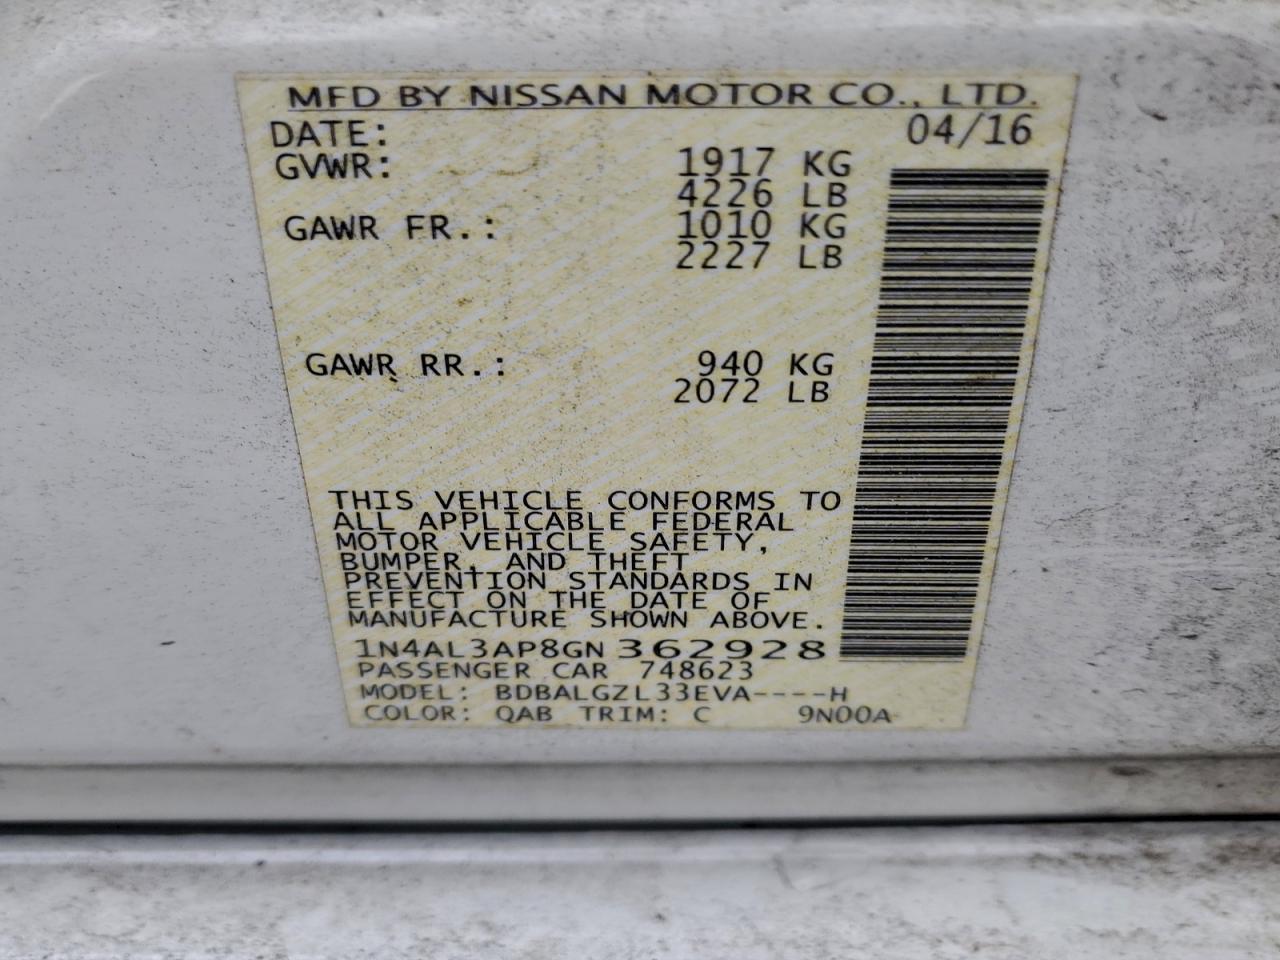 MFD BY NISSAN MOTOR CO., LTD.
DATE: 04/16
GVWR: 1917 KG
4226 LB
GAWR FR.: 1010 KG
2227 LB
GAWR RR.: 940 KG
2072 LB
THIS VEHICLE CONFORMS TO
ALL APPLICABLE FEDERAL
MOTOR VEHICLE SAFETY,
BUMPER, AND THEFT
PREVENTION STANDARDS IN
EFFECT ON THE DATE OF
MANUFACTURE SHOWN ABOVE.
1N4AL3AP8GN362928
PASSENGER CAR 748623
MODEL: BDBALGZL33EVA----H
COLOR: QAB TRIM: C 9N00A